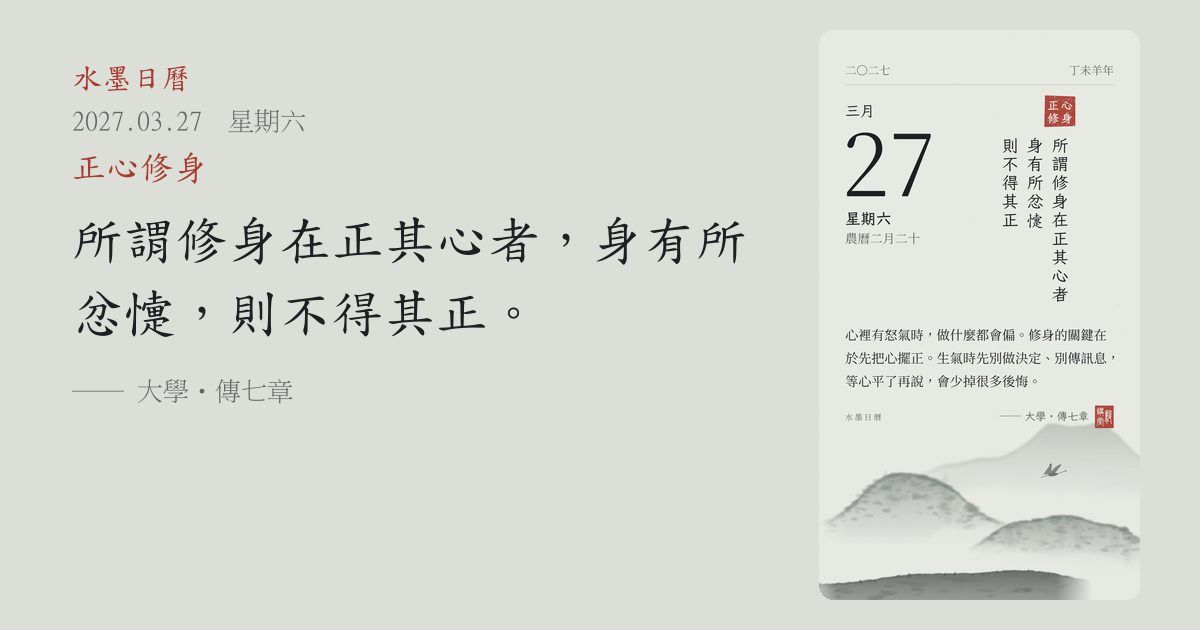 水墨日曆
2027.03.27 星期六
正心修身
所謂修身在正其心者，身有所
忿懥，則不得其正。
—— 大學・傳七章
二〇二七
丁未羊年
三月
27
星期六
農曆二月二十
正心修身
所謂修身在正其心者
身有所忿懥
則不得其正
心裡有怒氣時，做什麼都會偏。修身的關鍵在
於先把心擺正。生氣時先別做決定、別傳訊息，
等心平了再說，會少掉很多後悔。
水墨日曆
—— 大學・傳七章